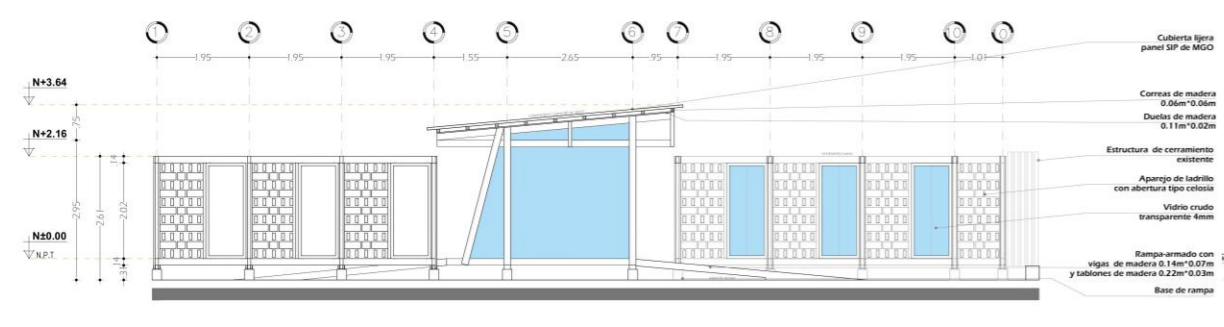 1 2 3 4 5 6 7 8 9 10
1.95 1.95 1.95 1.55 2.65 .95 1.95 1.95 1.95 1.01
Cubierta lijera
panel SIP de MGO
N+3.64
Correas de madera
0.06m*0.06m
.75
Duelas de madera
0.11m*0.02m
N+2.16
Estructura de cerramiento
existente
.14
Aparejo de ladrillo
con abertura tipo celosia
2.95
2.61
2.02
Vidrio crudo
transparente 4mm
N±0.00
N.P.T
Rampa-armado con
vigas de madera 0.14m*0.07m
y tablones de madera 0.22m*0.03m
.14
Base de rampa